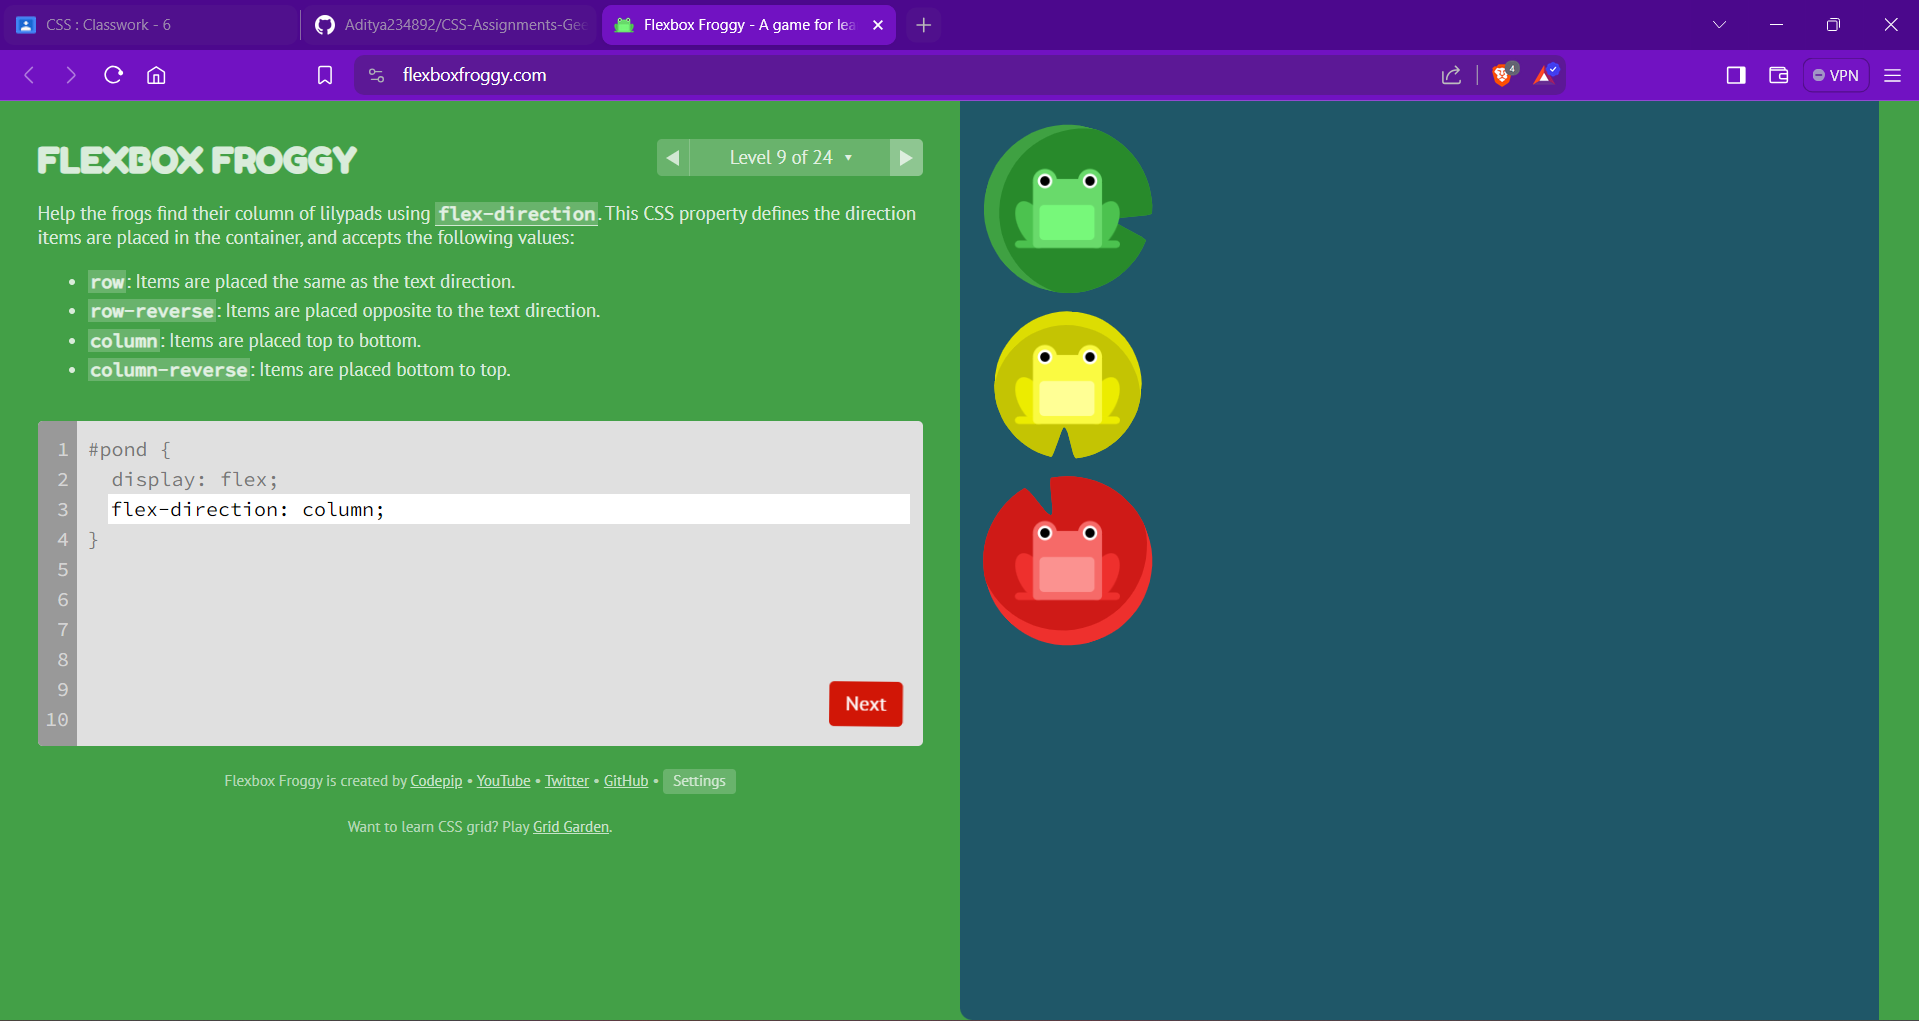 CSS : Classwork - 6
Aditya234892/CSS-Assignments-Gee
Flexbox Froggy - A game for lea
flexboxfroggy.com
4
VPN
FLEXBOX FROGGY
Level 9 of 24
Help the frogs find their column of lilypads using flex-direction. This CSS property defines the direction
items are placed in the container, and accepts the following values:
• row: Items are placed the same as the text direction.
• row-reverse: Items are placed opposite to the text direction.
• column: Items are placed top to bottom.
• column-reverse: Items are placed bottom to top.
1 #pond {
2 display: flex;
3 flex-direction: column;
4 }
5
6
7
8
9
10
Next
Flexbox Froggy is created by Codepip • YouTube • Twitter • GitHub • Settings
Want to learn CSS grid? Play Grid Garden.